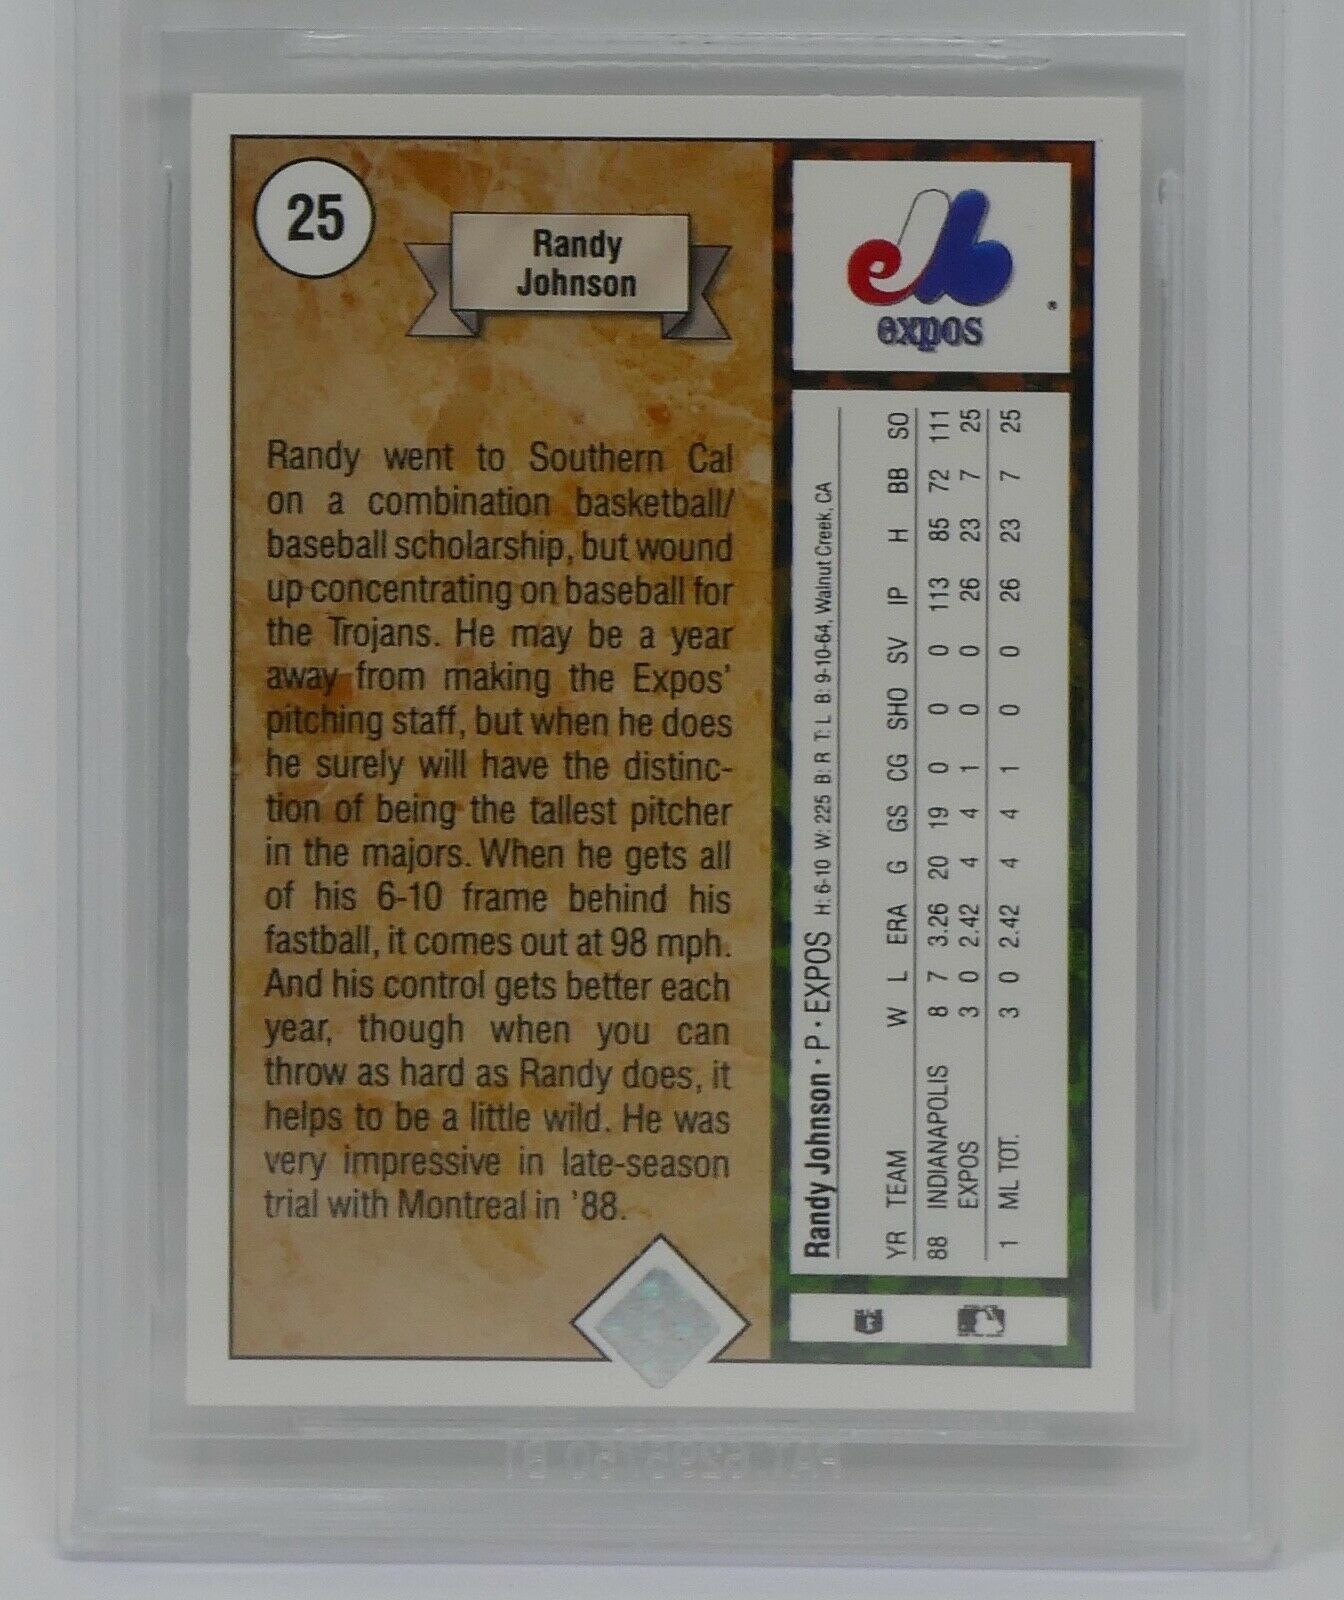 25
Randy
Johnson
Randy went to Southern Cal
on a combination basketball/
baseball scholarship, but wound
up concentrating on baseball for
the Trojans. He may be a year
away from making the Expos'
pitching staff, but when he does
he surely will have the distinc-
tion of being the tallest pitcher
in the majors. When he gets all
of his 6-10 frame behind his
fastball, it comes out at 98 mph.
And his control gets better each
year, though when you can
throw as hard as Randy does, it
helps to be a little wild. He was
very impressive in late-season
trial with Montreal in '88.
expos
Randy Johnson • P • EXPOS H: 6-10 W: 225 B: R T: L B: 9-10-64, Walnut Creek, CA
YR TEAM W L ERA G GS CG SHO SV IP H BB SO
88 INDIANAPOLIS 8 7 3.26 20 19 0 0 0 113 85 72 111
EXPOS 3 0 2.42 4 4 1 0 0 26 23 7 25
1 ML TOT. 3 0 2.42 4 4 1 0 0 26 23 7 25